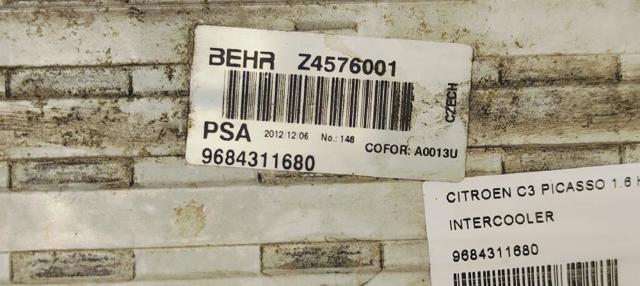 BEHR Z4576001
CZECH
PSA 2012 12 06 No.: 148 COFOR: A0013U
9684311680
CITROEN C3 PICASSO 1.6 H
INTERCOOLER
9684311680